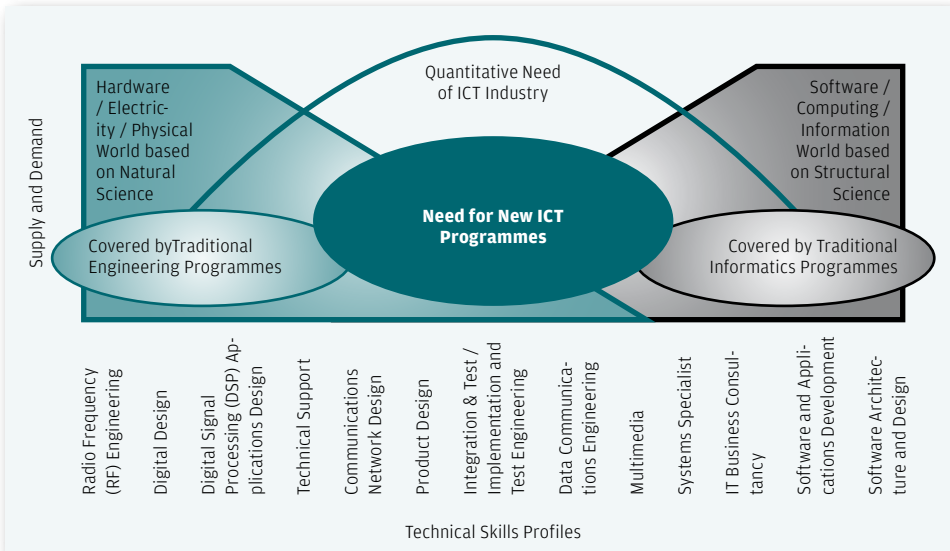 Quantitative Need
of ICT Industry
Hardware
/ Electric-
ity / Physical
World based
on Natural
Science
Software /
Computing /
Information
World based
on Structural
Science
Supply and Demand
Need for New ICT
Programmes
Covered byTraditional
Engineering Programmes
Covered by Traditional
Informatics Programmes
Radio Frequency
(RF) Engineering
Digital Design
Digital Signal
Processing (DSP) Ap-
plications Design
Technical Support
Communications
Network Design
Product Design
Integration & Test /
Implementation and
Test Engineering
Data Communica-
tions Engineering
Multimedia
Systems Specialist
IT Business Consul-
tancy
Software and Appli-
cations Development
Software Architec-
ture and Design
Technical Skills Profiles